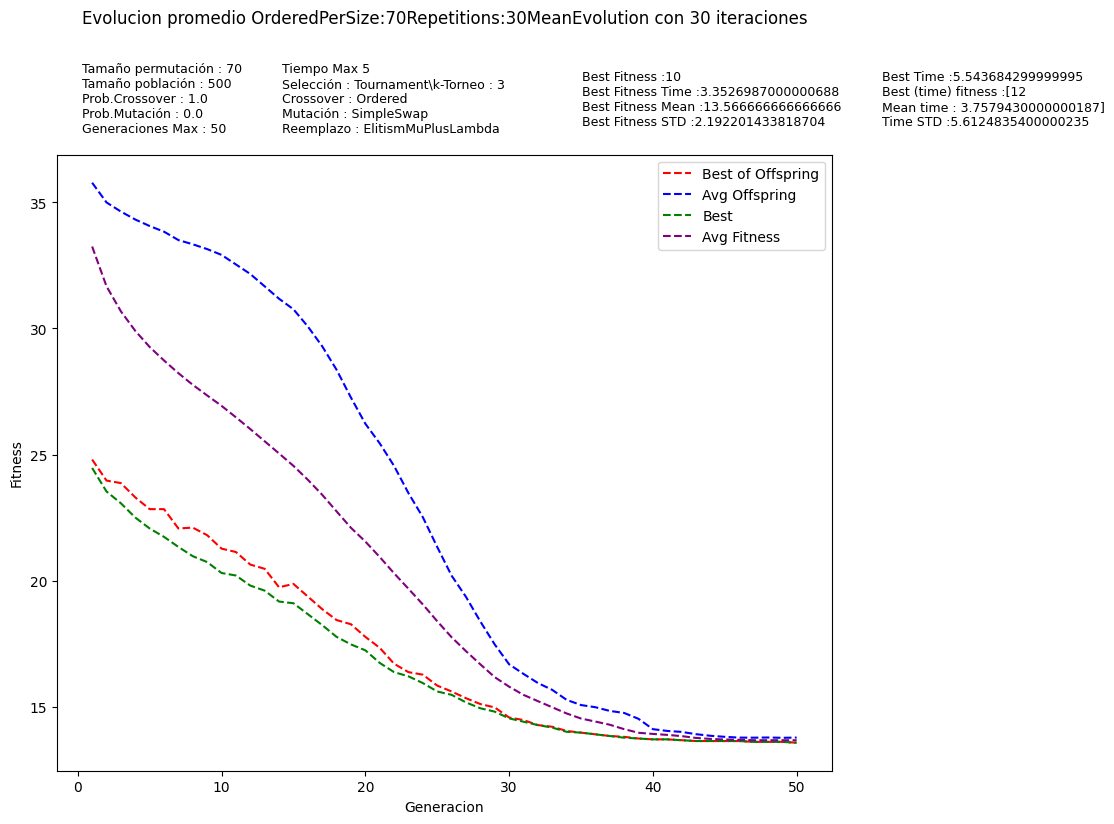 Evolucion promedio OrderedPerSize:70Repetitions:30MeanEvolution con 30 iteraciones
Tamaño permutación : 70
Tamaño población : 500
Prob.Crossover : 1.0
Prob.Mutación : 0.0
Generaciones Max : 50
Tiempo Max 5
Selección : Tournament\k-Torneo : 3
Crossover : Ordered
Mutación : SimpleSwap
Reemplazo : ElitismMuPlusLambda
Best Fitness :10
Best Fitness Time :3.3526987000000688
Best Fitness Mean :13.566666666666666
Best Fitness STD :2.192201433818704
Best Time :5.543684299999995
Best (time) fitness :[12
Mean time : 3.7579430000000187]
Time STD :5.6124835400000235
Best of Offspring
Avg Offspring
Best
Avg Fitness
35
30
25
20
15
Fitness
0 10 20 30 40 50
Generacion